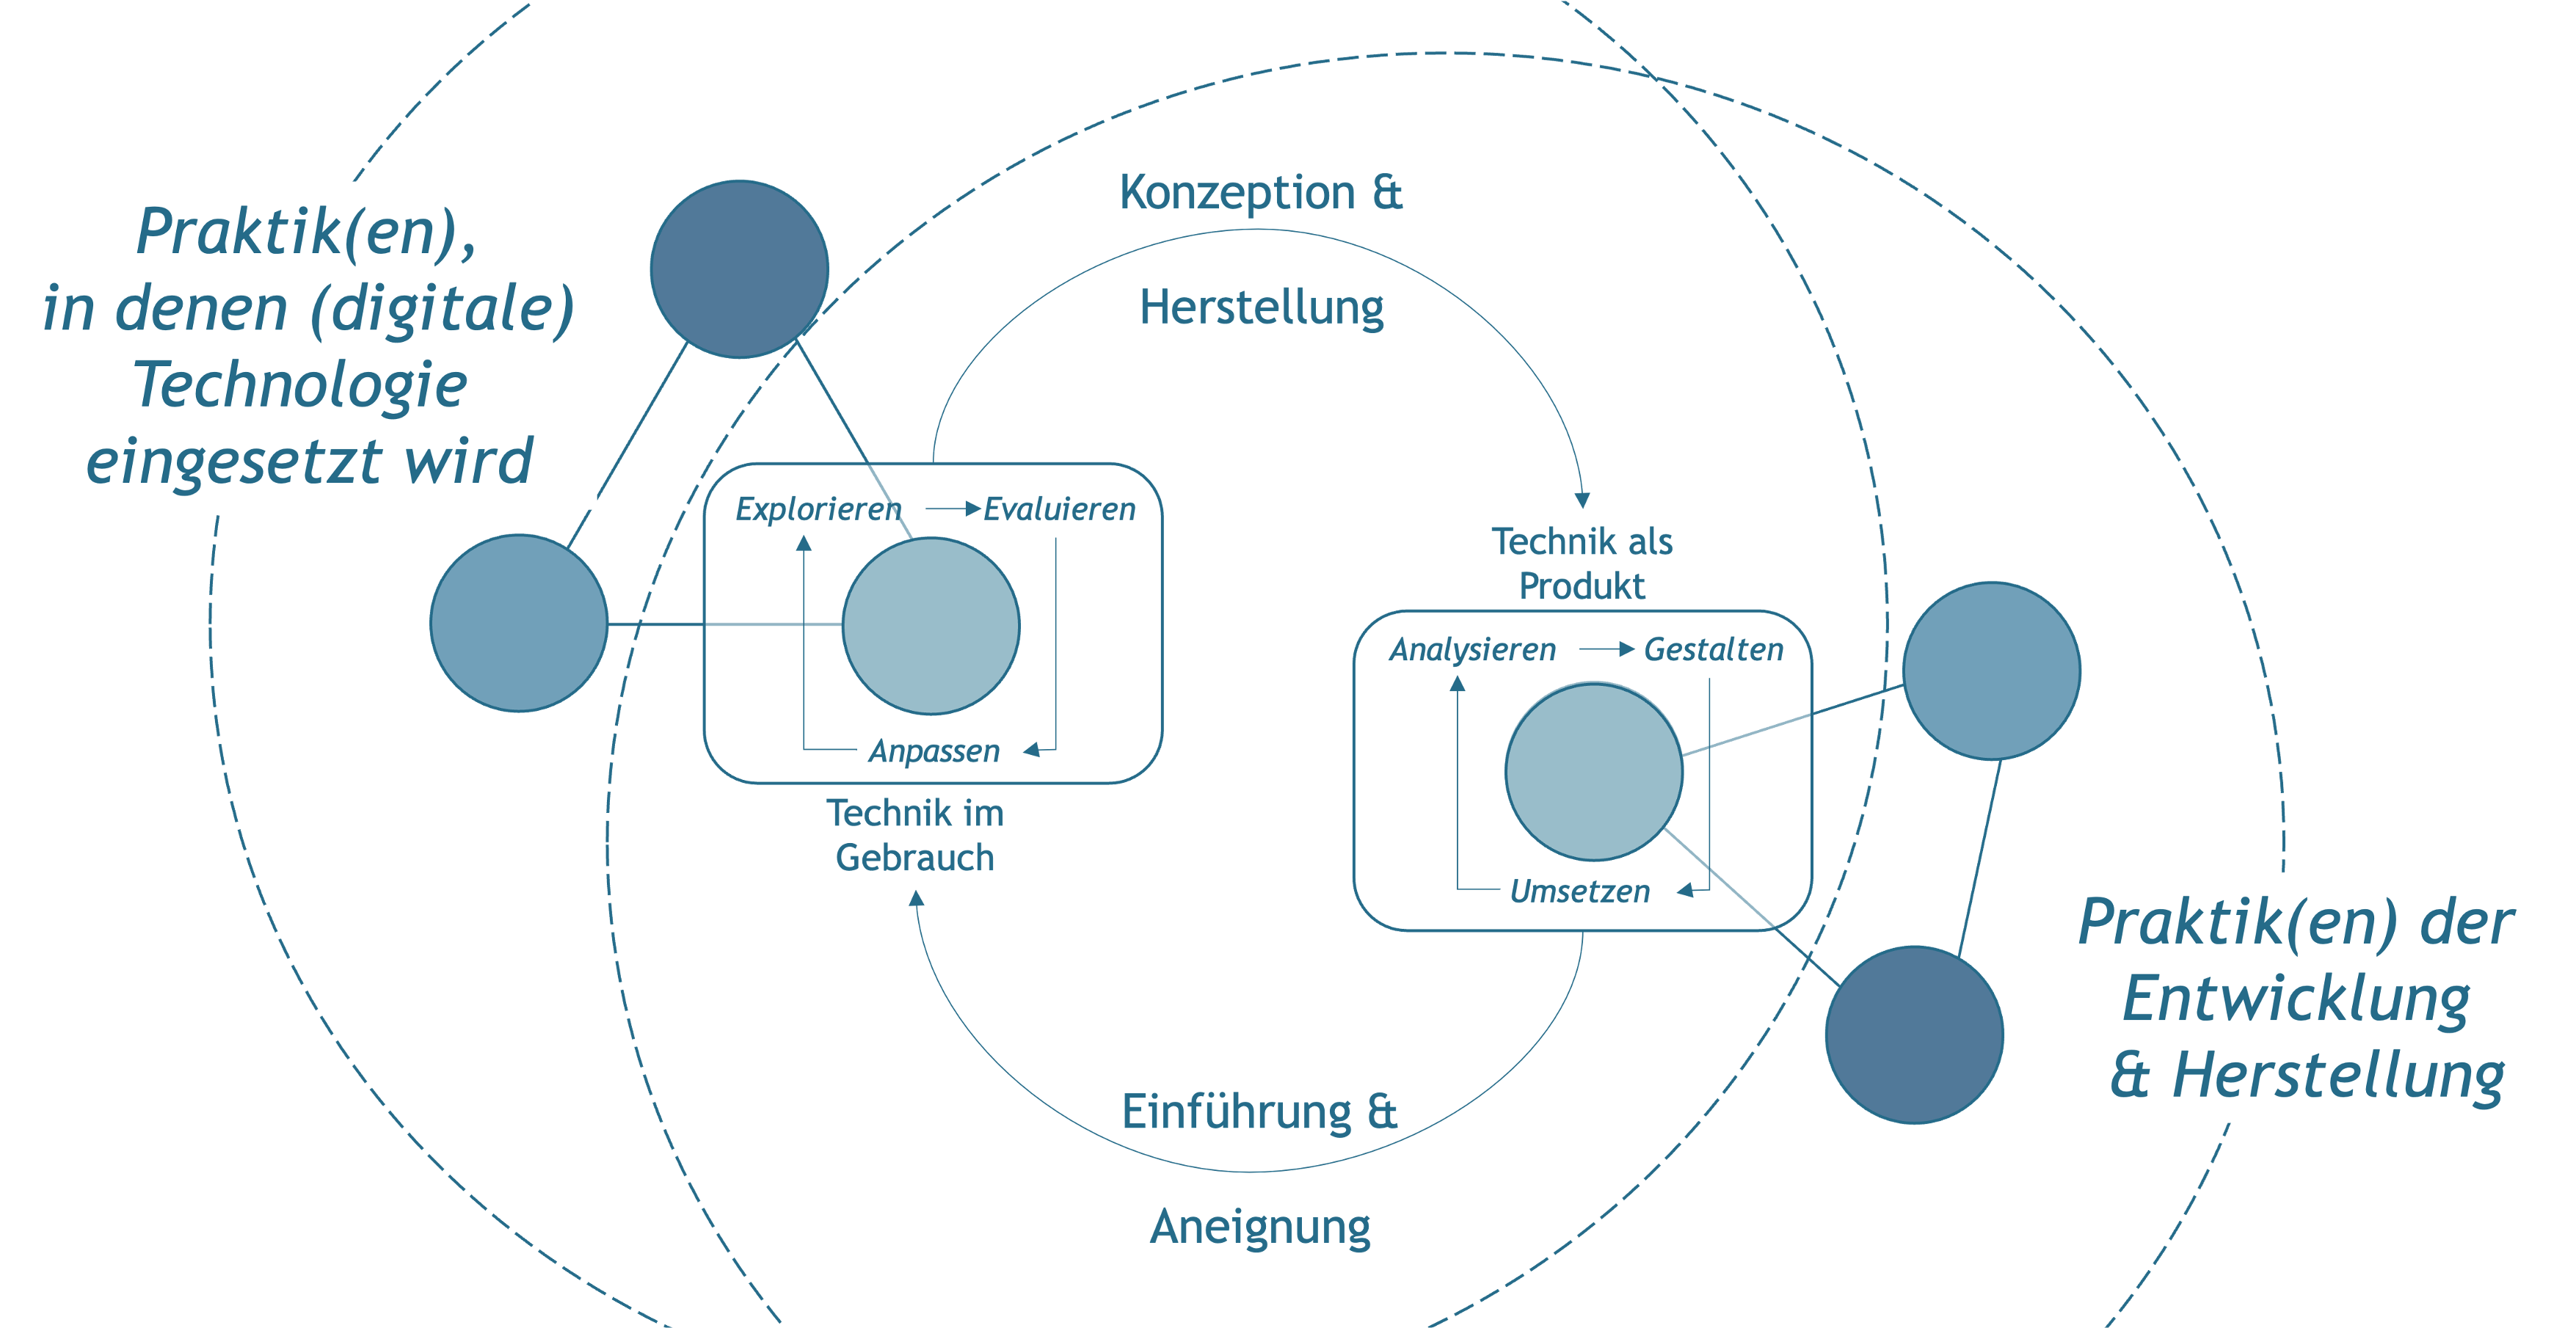 Praktik(en),
in denen (digitale)
Technologie
eingesetzt wird
Konzeption &
Herstellung
Explorieren
Evaluieren
Anpassen
Technik im
Gebrauch
Technik als
Produkt
Analysieren
Gestalten
Umsetzen
Einführung &
Aneignung
Praktik(en) der
Entwicklung
& Herstellung